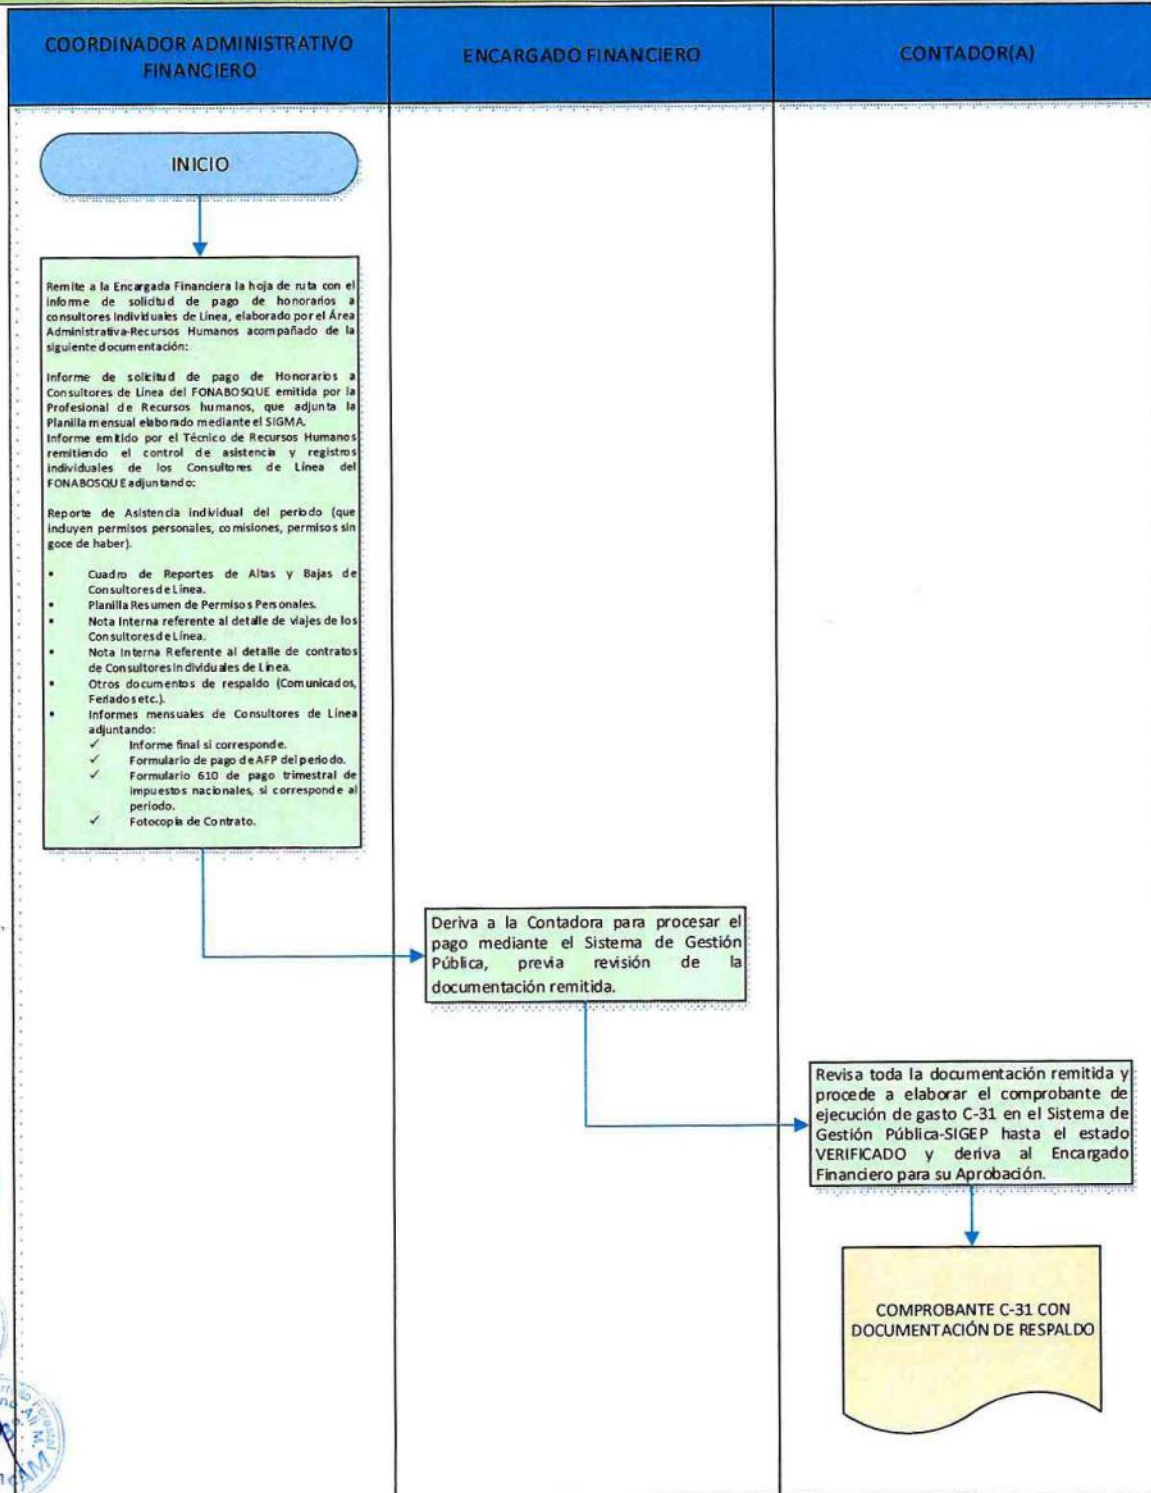 COORDINADOR ADMINISTRATIVO
FINANCIERO
ENCARGADO FINANCIERO
CONTADOR(A)
INICIO
Remite a la Encargada Financiera la hoja de ruta con el
informe de solicitud de pago de honorarios a
consultores Individuales de Línea, elaborado por el Área
Administrativa-Recursos Humanos acompañado de la
siguiente documentación:
Informe de solicitud de pago de Honorarios a
Consultores de Línea del FONABOSQUE emitida por la
Profesional de Recursos humanos, que adjunta la
Planilla mensual elaborado mediante el SIGMA.
Informe emitido por el Técnico de Recursos Humanos
remitiendo el control de asistencia y registros
individuales de los Consultores de Línea del
FONABOSQUE adjuntando:
Reporte de Asistencia individual del periodo (que
incluyen permisos personales, comisiones, permisos sin
goce de haber).
▪ Cuadro de Reportes de Altas y Bajas de
Consultores de Línea.
▪ Planilla Resumen de Permisos Personales.
▪ Nota Interna referente al detalle de viajes de los
Consultores de Línea.
▪ Nota Interna Referente al detalle de contratos
de Consultores Individuales de Línea.
▪ Otros documentos de respaldo (Comunicados,
Feriados etc.).
▪ Informes mensuales de Consultores de Línea
adjuntando:
✓ Informe final si corresponde.
✓ Formulario de pago de AFP del periodo.
✓ Formulario 610 de pago trimestral de
impuestos nacionales, si corresponde al
periodo.
✓ Fotocopia de Contrato.
Deriva a la Contadora para procesar el
pago mediante el Sistema de Gestión
Pública, previa revisión de la
documentación remitida.
Revisa toda la documentación remitida y
procede a elaborar el comprobante de
ejecución de gasto C-31 en el Sistema de
Gestión Pública-SIGEP hasta el estado
VERIFICADO y deriva al Encargado
Financiero para su Aprobación.
COMPROBANTE C-31 CON
DOCUMENTACIÓN DE RESPALDO